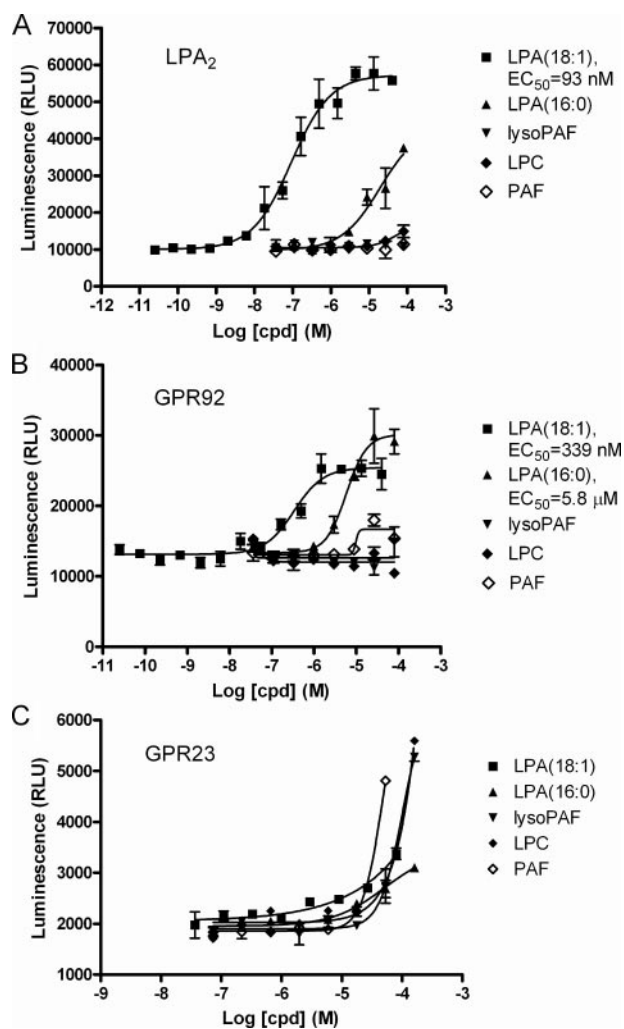 A
LPA2
70000
60000
50000
40000
30000
20000
10000
0
Luminescence (RLU)
-12 -11 -10 -9 -8 -7 -6 -5 -4 -3
Log [cpd] (M)
LPA(18:1),
EC50=93 nM
LPA(16:0)
lysoPAF
LPC
PAF
B
GPR92
40000
30000
20000
10000
0
Luminescence (RLU)
-11 -10 -9 -8 -7 -6 -5 -4 -3
Log [cpd] (M)
LPA(18:1),
EC50=339 nM
LPA(16:0),
EC50=5.8 μM
lysoPAF
LPC
PAF
C
GPR23
6000
5000
4000
3000
2000
1000
Luminescence (RLU)
-9 -8 -7 -6 -5 -4 -3
Log [cpd] (M)
LPA(18:1)
LPA(16:0)
lysoPAF
LPC
PAF